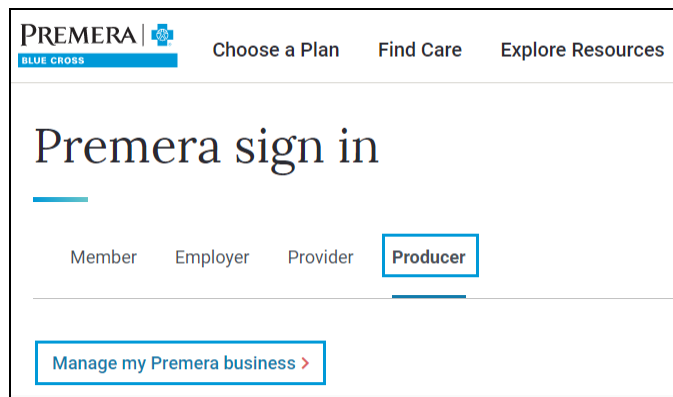 PREMERA
BLUE CROSS
Choose a Plan Find Care Explore Resources
Premera sign in
Member Employer Provider Producer
Manage my Premera business >